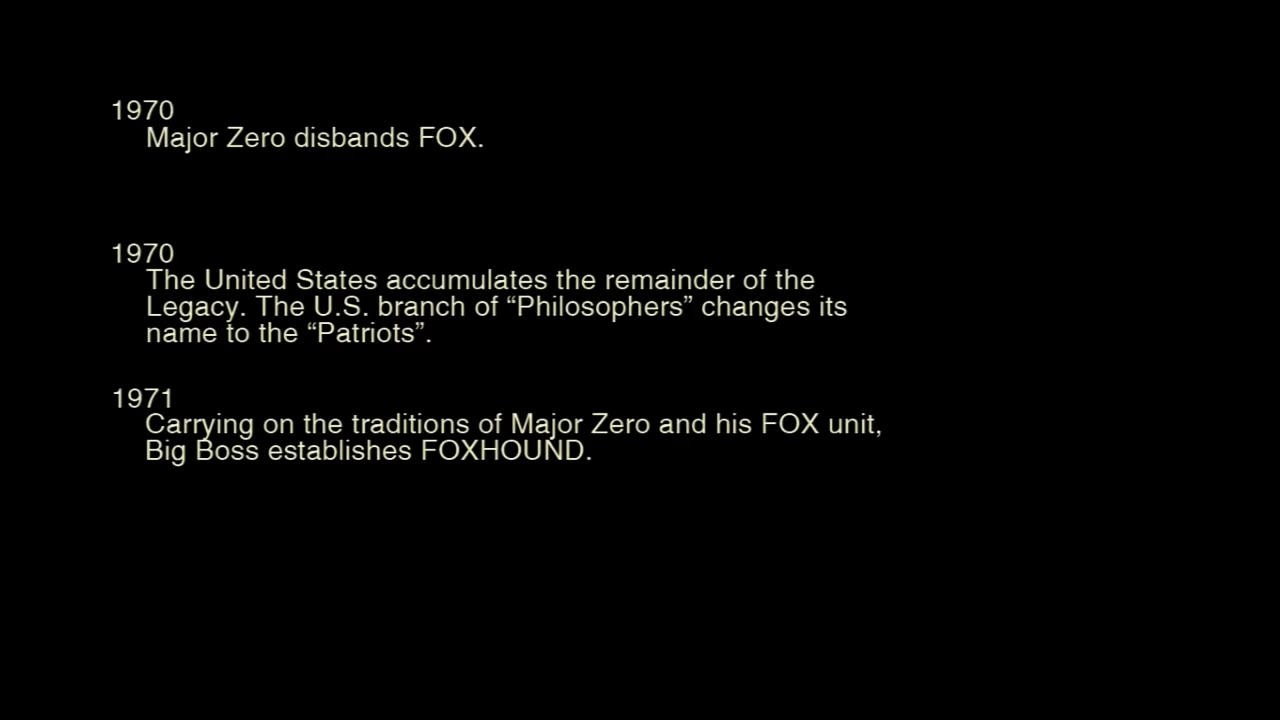 1970
Major Zero disbands FOX.
1970
The United States accumulates the remainder of the
Legacy. The U.S. branch of “Philosophers” changes its
name to the “Patriots”.
1971
Carrying on the traditions of Major Zero and his FOX unit,
Big Boss establishes FOXHOUND.